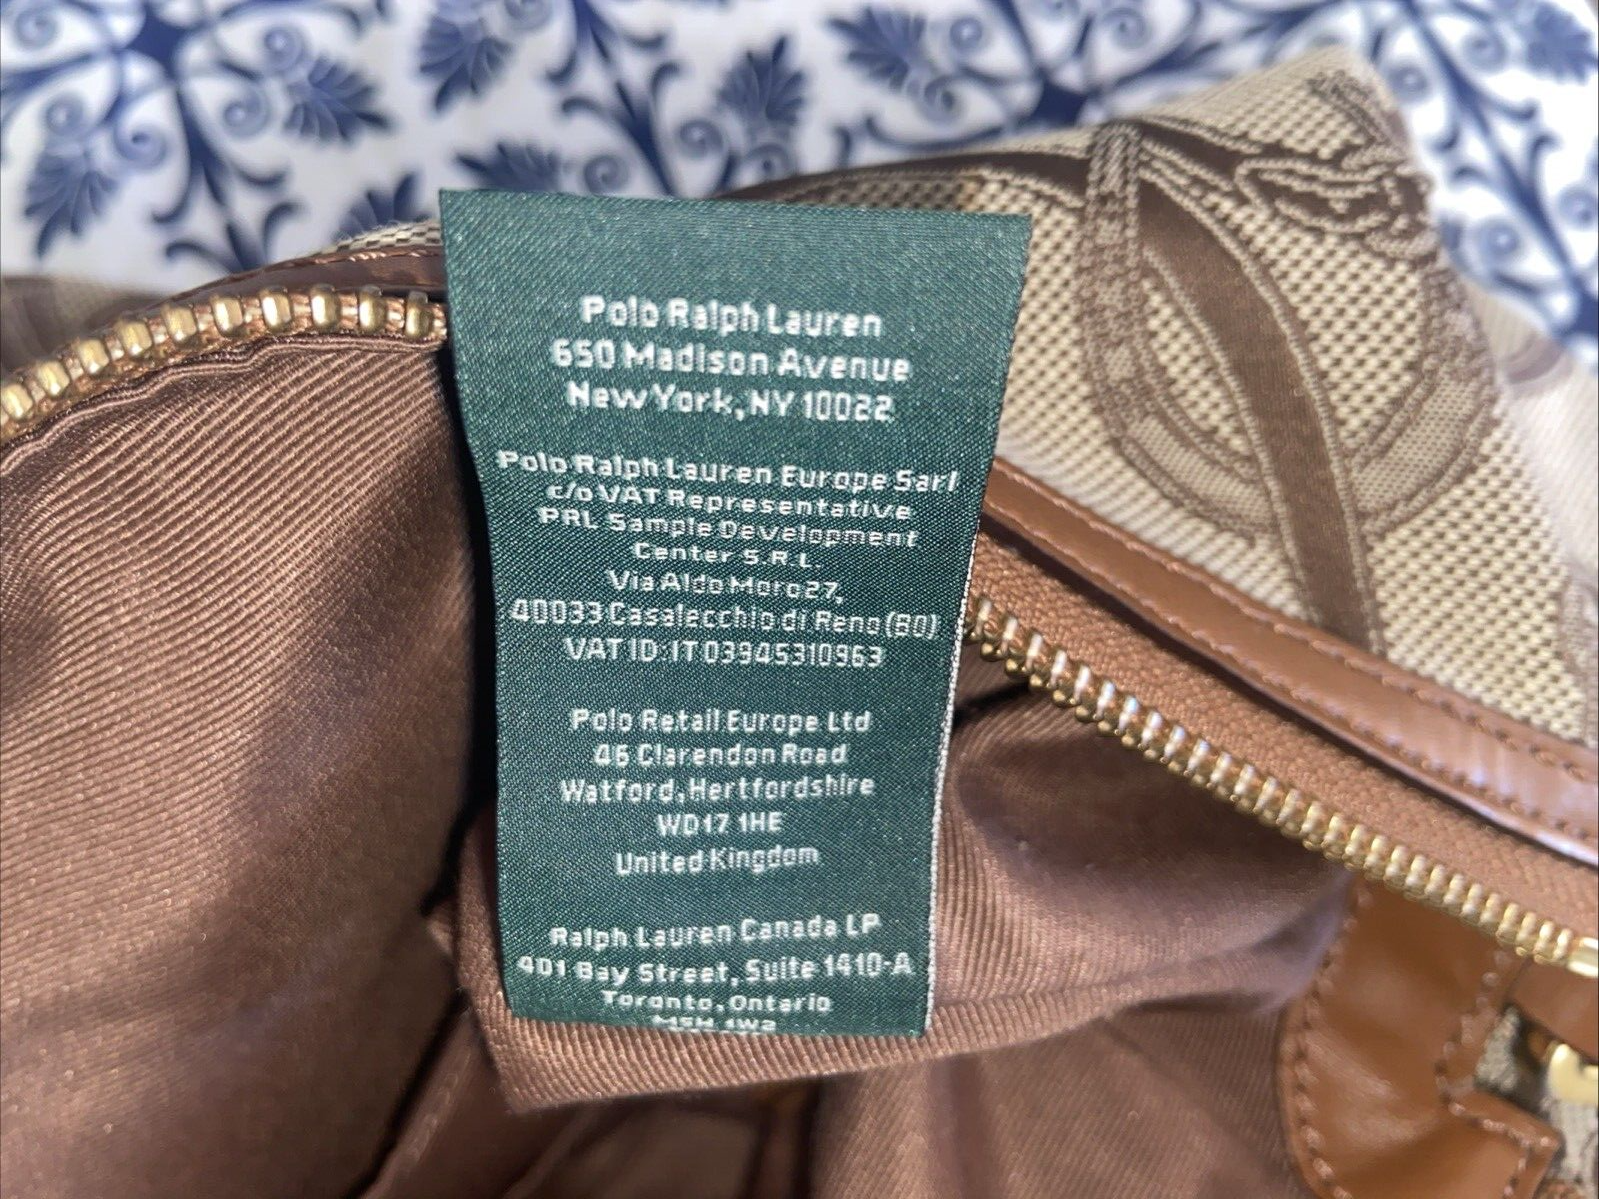 Polo Ralph Lauren
650 Madison Avenue
New York, NY 10022
Polo Ralph Lauren Europe Sarl
c/o VAT Representative
PRL Sample Development
Center S.R.L.
Via Aldo Moro 27,
40033 Casalecchio di Reno (BO)
VAT ID: IT 03945310963
Polo Retail Europe Ltd
46 Clarendon Road
Watford, Hertfordshire
WD17 1HE
United Kingdom
Ralph Lauren Canada LP
401 Bay Street, Suite 1410-A
Toronto, Ontario